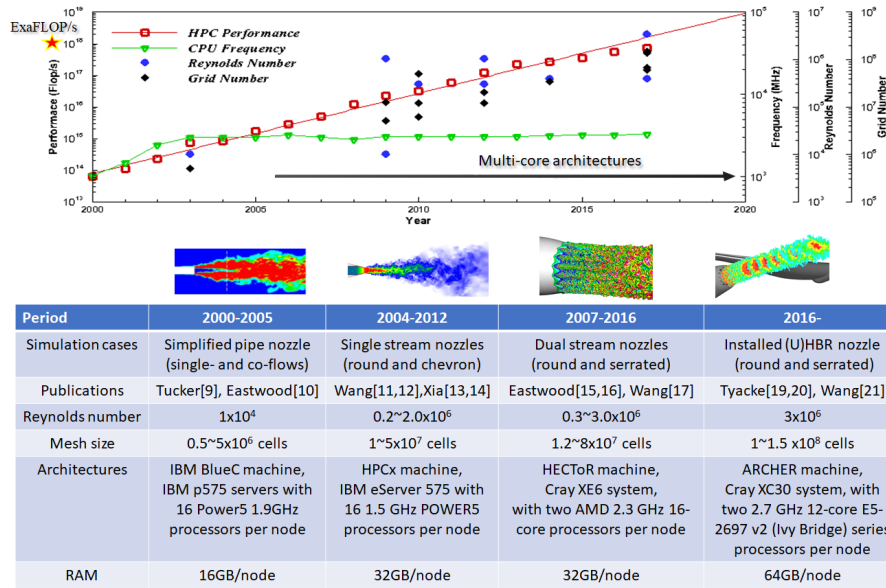 ExaFLOP/s
HPC Performance
CPU Frequency
Reynolds Number
Grid Number
Performace (Flop/s)
10¹⁹
10¹⁸
10¹⁷
10¹⁶
10¹⁵
10¹⁴
10¹³
2000
2005
2010
2015
2020
Year
Multi-core architectures
10⁵
10⁴
10³
Frequency (MHz)
10⁷
10⁶
10⁵
10⁴
10³
Reynolds Number
10⁹
10⁸
10⁷
10⁶
10⁵
Grid Number
Period 2000-2005 2004-2012 2007-2016 2016-
Simulation cases Simplified pipe nozzle Single stream nozzles Dual stream nozzles Installed (U)HBR nozzle
(single- and co-flows) (round and chevron) (round and serrated) (round and serrated)
Publications Tucker[9], Eastwood[10] Wang[11,12],Xia[13,14] Eastwood[15,16], Wang[17] Tyacke[19,20], Wang[21]
Reynolds number 1x10⁴ 0.2~2.0x10⁶ 0.3~3.0x10⁶ 3x10⁶
Mesh size 0.5~5x10⁶ cells 1~5x10⁷ cells 1.2~8x10⁷ cells 1~1.5 x10⁸ cells
Architectures IBM BlueC machine, HPCx machine, HECToR machine, ARCHER machine,
IBM p575 servers with IBM eServer 575 with Cray XE6 system, Cray XC30 system, with
16 Power5 1.9GHz 16 1.5 GHz POWER5 with two AMD 2.3 GHz 16- two 2.7 GHz 12-core E5-
processors per node processors per node core processors per node 2697 v2 (Ivy Bridge) series
processors per node
RAM 16GB/node 32GB/node 32GB/node 64GB/node